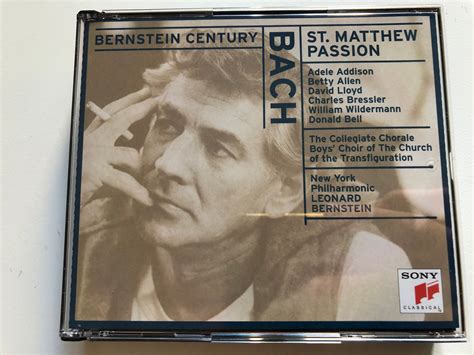 BERNSTEIN CENTURY
BACH
ST. MATTHEW
PASSION
Adele Addison
Betty Allen
David Lloyd
Charles Bressler
William Wildermann
Donald Bell
The Collegiate Chorale
Boys' Choir of The Church
of the Transfiguration
New York
Philharmonic
LEONARD
BERNSTEIN
SONY
CLASSICAL